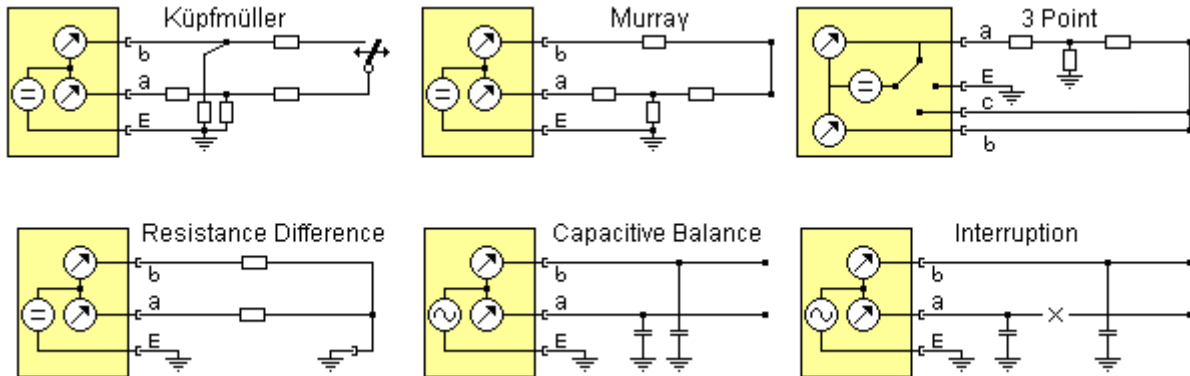 Küpfmüller
b
a
E
Murray
b
a
E
3 Point
a
E
c
b
Resistance Difference
b
a
E
Capacitive Balance
b
a
E
Interruption
b
a
E